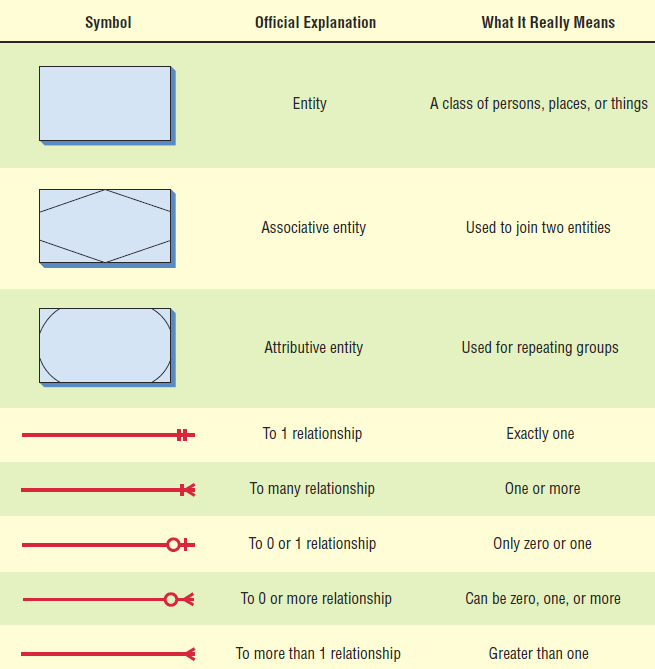 Symbol Official Explanation What It Really Means
Entity A class of persons, places, or things
Associative entity Used to join two entities
Attributive entity Used for repeating groups
To 1 relationship Exactly one
To many relationship One or more
To 0 or 1 relationship Only zero or one
To 0 or more relationship Can be zero, one, or more
To more than 1 relationship Greater than one